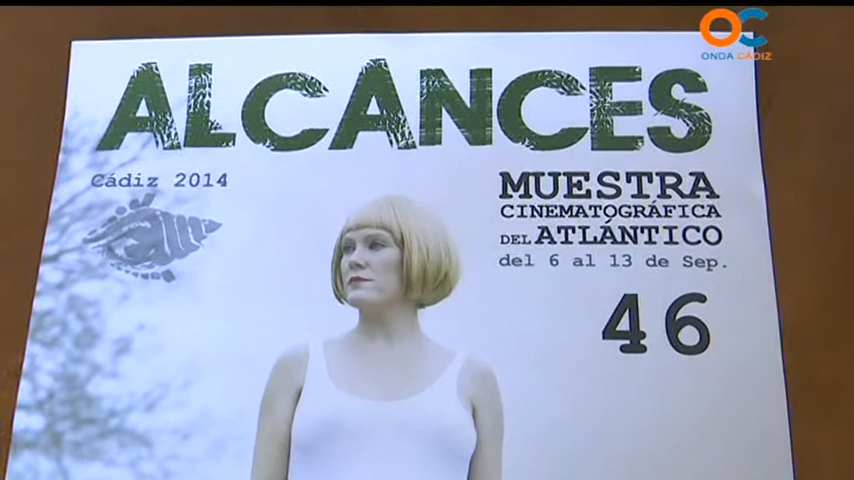 OC
ONDA CÁDIZ
ALCANCES
Cádiz 2014
MUESTRA
CINEMATOGRÁFICA
DEL ATLÁNTICO
del 6 al 13 de Sep.
46